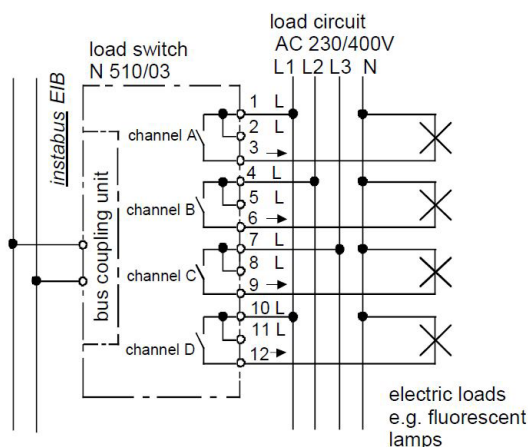 load circuit
AC 230/400V
L1 L2 L3 N
load switch
N 510/03
instabus EIB
bus coupling unit
channel A
1 L
2 L
3
channel B
4 L
5 L
6
channel C
7 L
8 L
9
channel D
10 L
11 L
12
electric loads
e.g. fluorescent
lamps